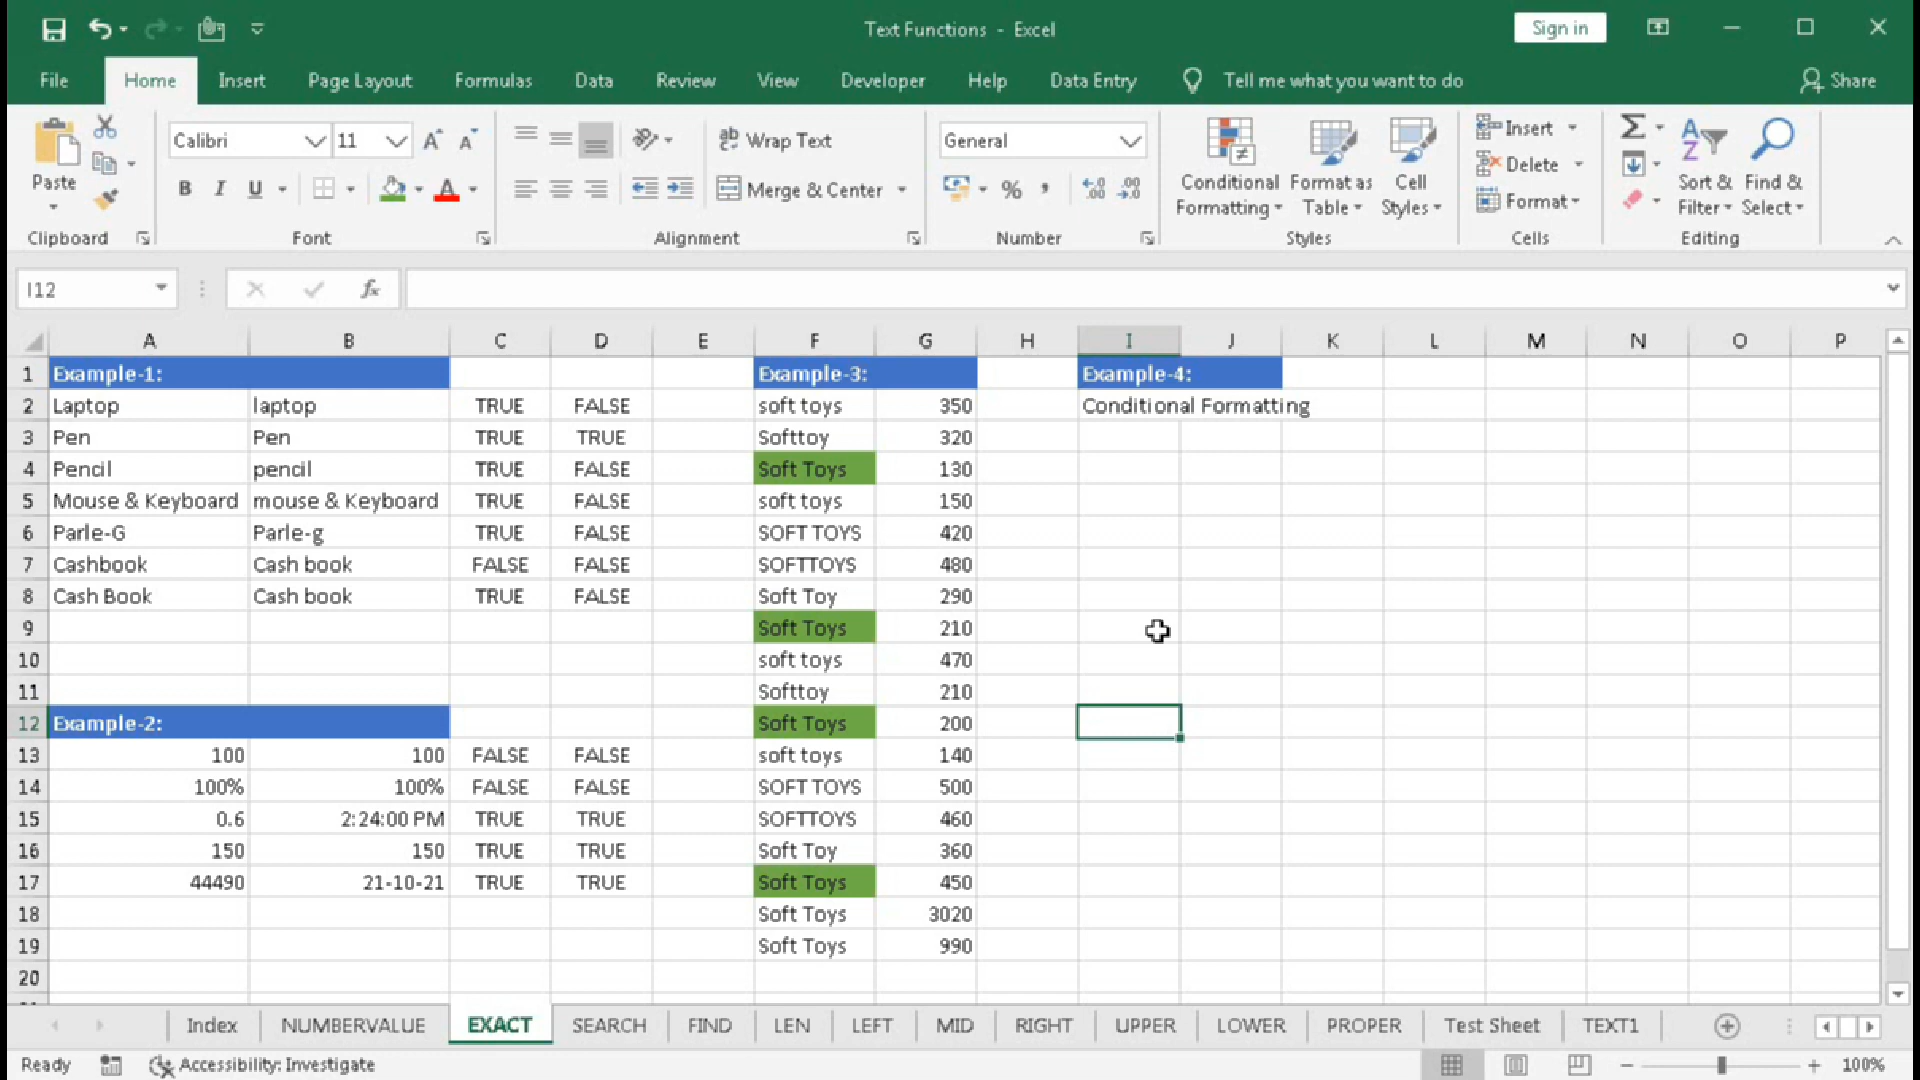 Text Functions - Excel
Sign in
File Home Insert Page Layout Formulas Data Review View Developer Help Data Entry Tell me what you want to do Share
Paste
Calibri 11
Wrap Text
Merge & Center
General
Conditional Formatting
Format as Table
Cell Styles
Insert
Delete
Format
Sort & Filter
Find & Select
Clipboard Font Alignment Number Styles Cells Editing
I12 fx
A B C D E F G H I J K L M N O P
1 Example-1: Example-3: Example-4:
2 Laptop laptop TRUE FALSE soft toys 350 Conditional Formatting
3 Pen Pen TRUE TRUE Softtoy 320
4 Pencil pencil TRUE FALSE Soft Toys 130
5 Mouse & Keyboard mouse & Keyboard TRUE FALSE soft toys 150
6 Parle-G Parle-g TRUE FALSE SOFT TOYS 420
7 Cashbook Cash book FALSE FALSE SOFTTOYS 480
8 Cash Book Cash book TRUE FALSE Soft Toy 290
9 Soft Toys 210
10 soft toys 470
11 Softtoy 210
12 Example-2: Soft Toys 200
13 100 100 FALSE FALSE soft toys 140
14 100% 100% FALSE FALSE SOFT TOYS 500
15 0.6 2:24:00 PM TRUE TRUE SOFTTOYS 460
16 150 150 TRUE TRUE Soft Toy 360
17 44490 21-10-21 TRUE TRUE Soft Toys 450
18 Soft Toys 3020
19 Soft Toys 990
20
Index NUMBERVALUE EXACT SEARCH FIND LEN LEFT MID RIGHT UPPER LOWER PROPER Test Sheet TEXT1
Ready Accessibility: Investigate 100%